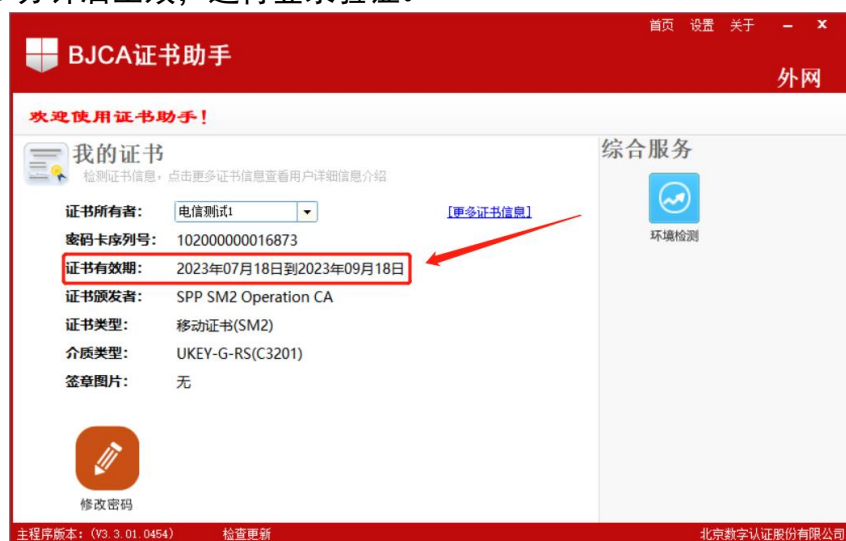 首页 设置 关于
BJCA证书助手
外网
欢迎使用证书助手!
我的证书
检测证书信息,点击更多证书信息查看用户详细信息介绍
综合服务
环境检测
证书所有者: 电信测试1 [更多证书信息]
密码卡序列号: 102000000016873
证书有效期: 2023年07月18日到2023年09月18日
证书颁发者: SPP SM2 Operation CA
证书类型: 移动证书(SM2)
介质类型: UKEY-G-RS(C3201)
签章图片: 无
修改密码
主程序版本: (V3.3.01.0454) 检查更新 北京数字认证股份有限公司